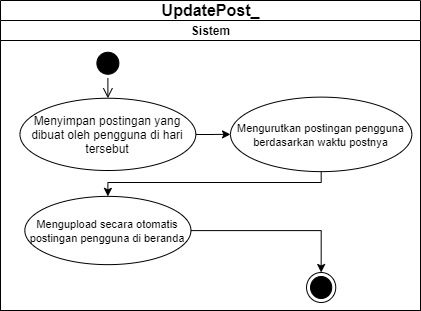 UpdatePost_
Sistem
Menyimpan postingan yang
dibuat oleh pengguna di hari
tersebut
Mengurutkan postingan pengguna
berdasarkan waktu postnya
Mengupload secara otomatis
postingan pengguna di beranda